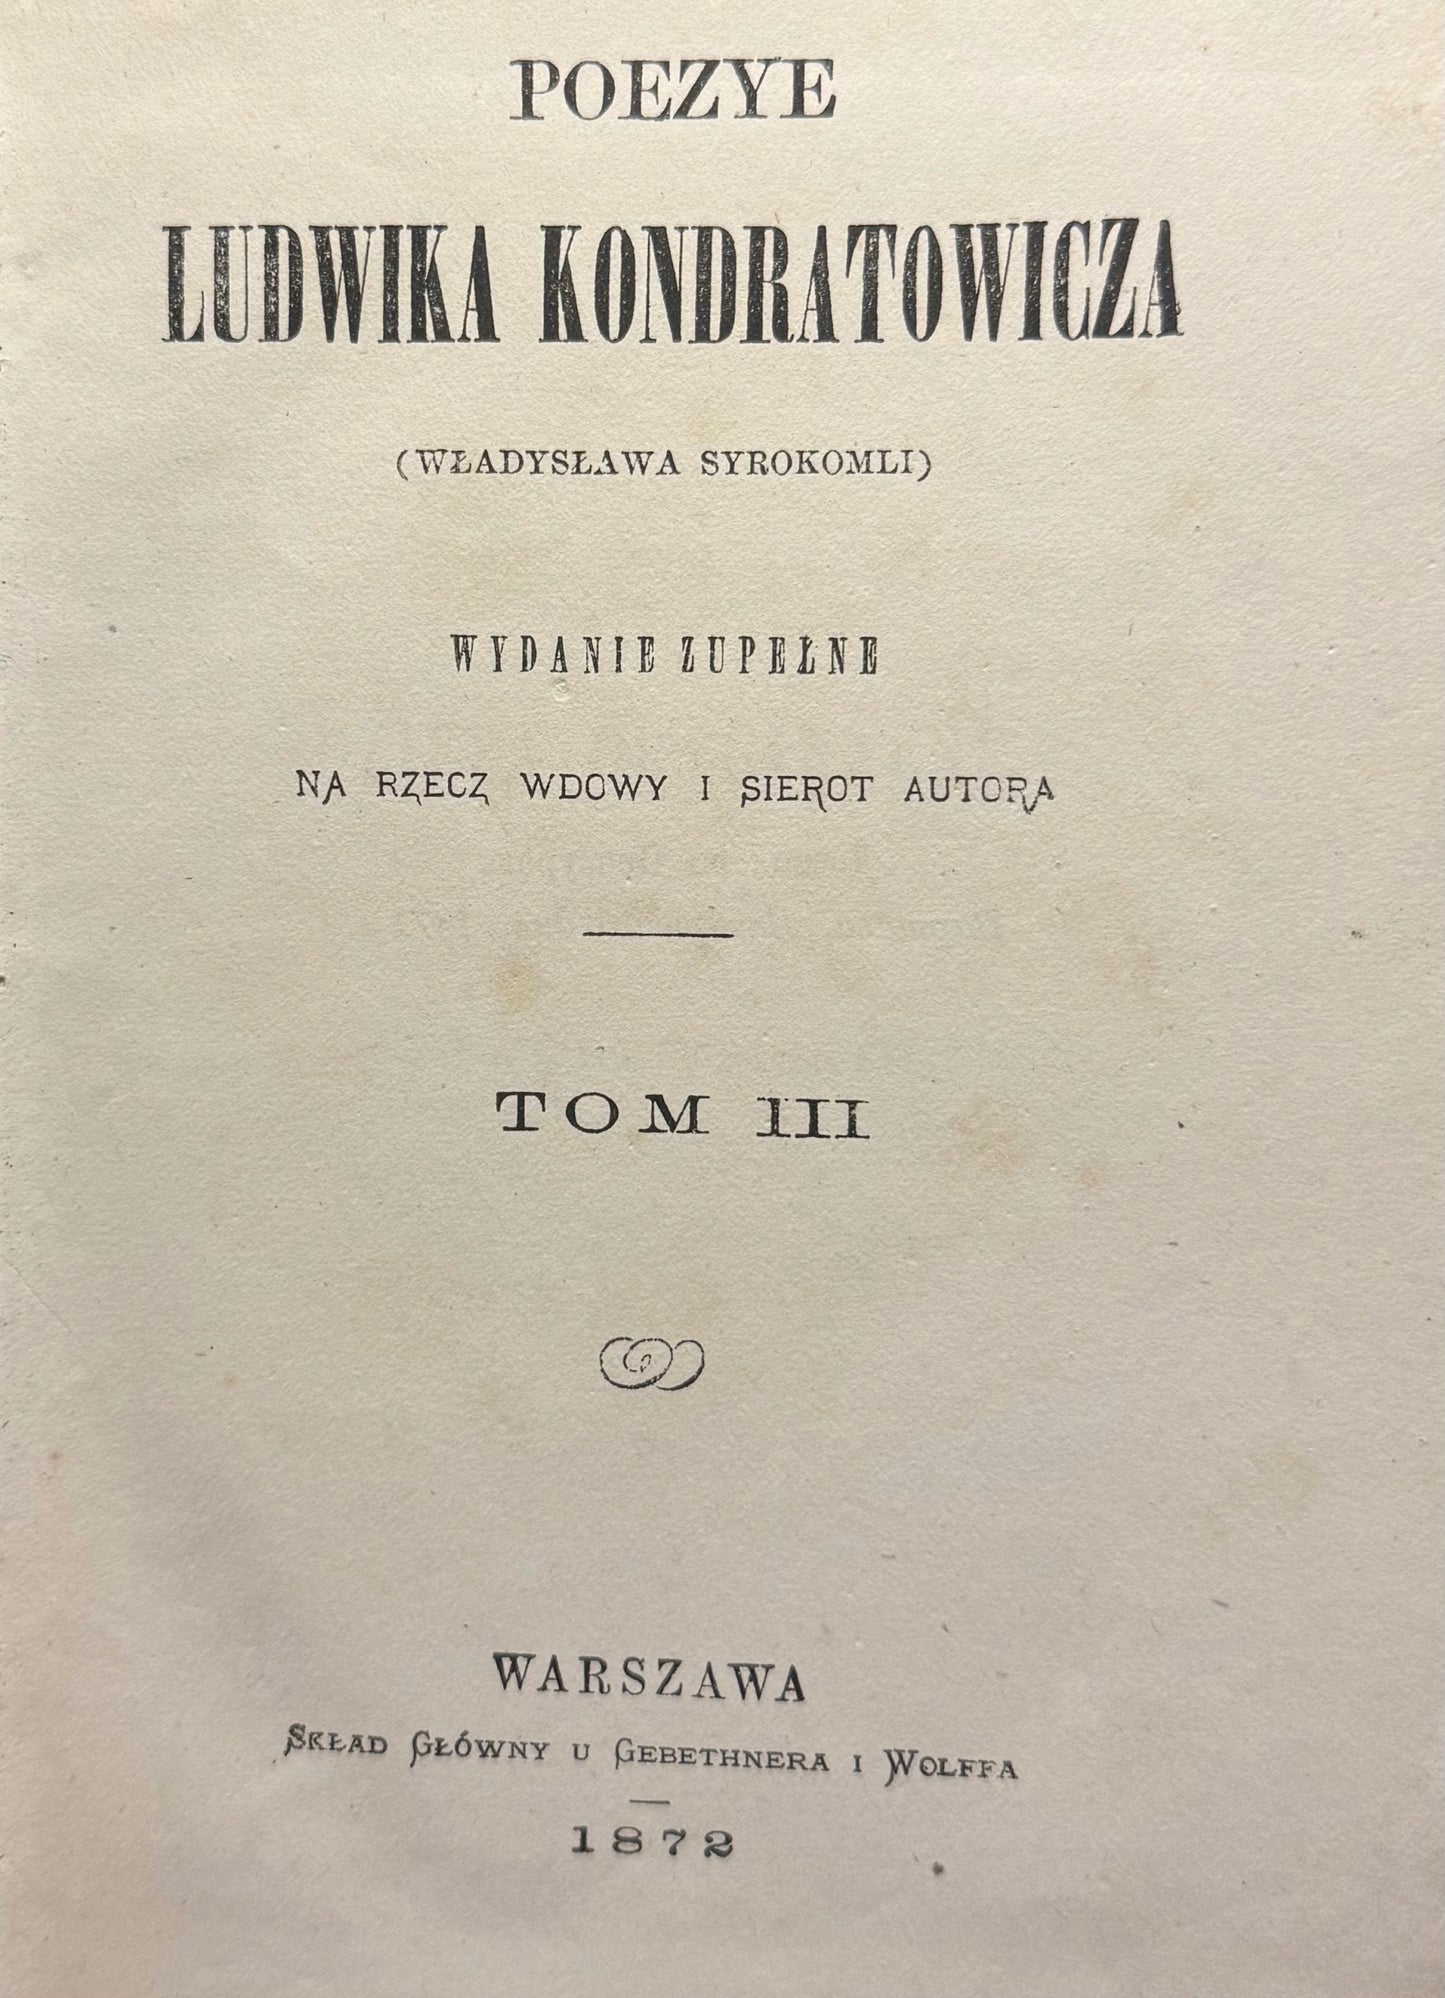 POEZYE
LUDWIKA KONDRATOWICZA
(WŁADYSŁAWA SYROKOMLI)
WYDANIE ZUPEŁNE
NA RZECZ WDOWY I SIEROT AUTORA
TOM III
WARSZAWA
SKŁAD GŁÓWNY U GEBETHNERA I WOLFFA
1872